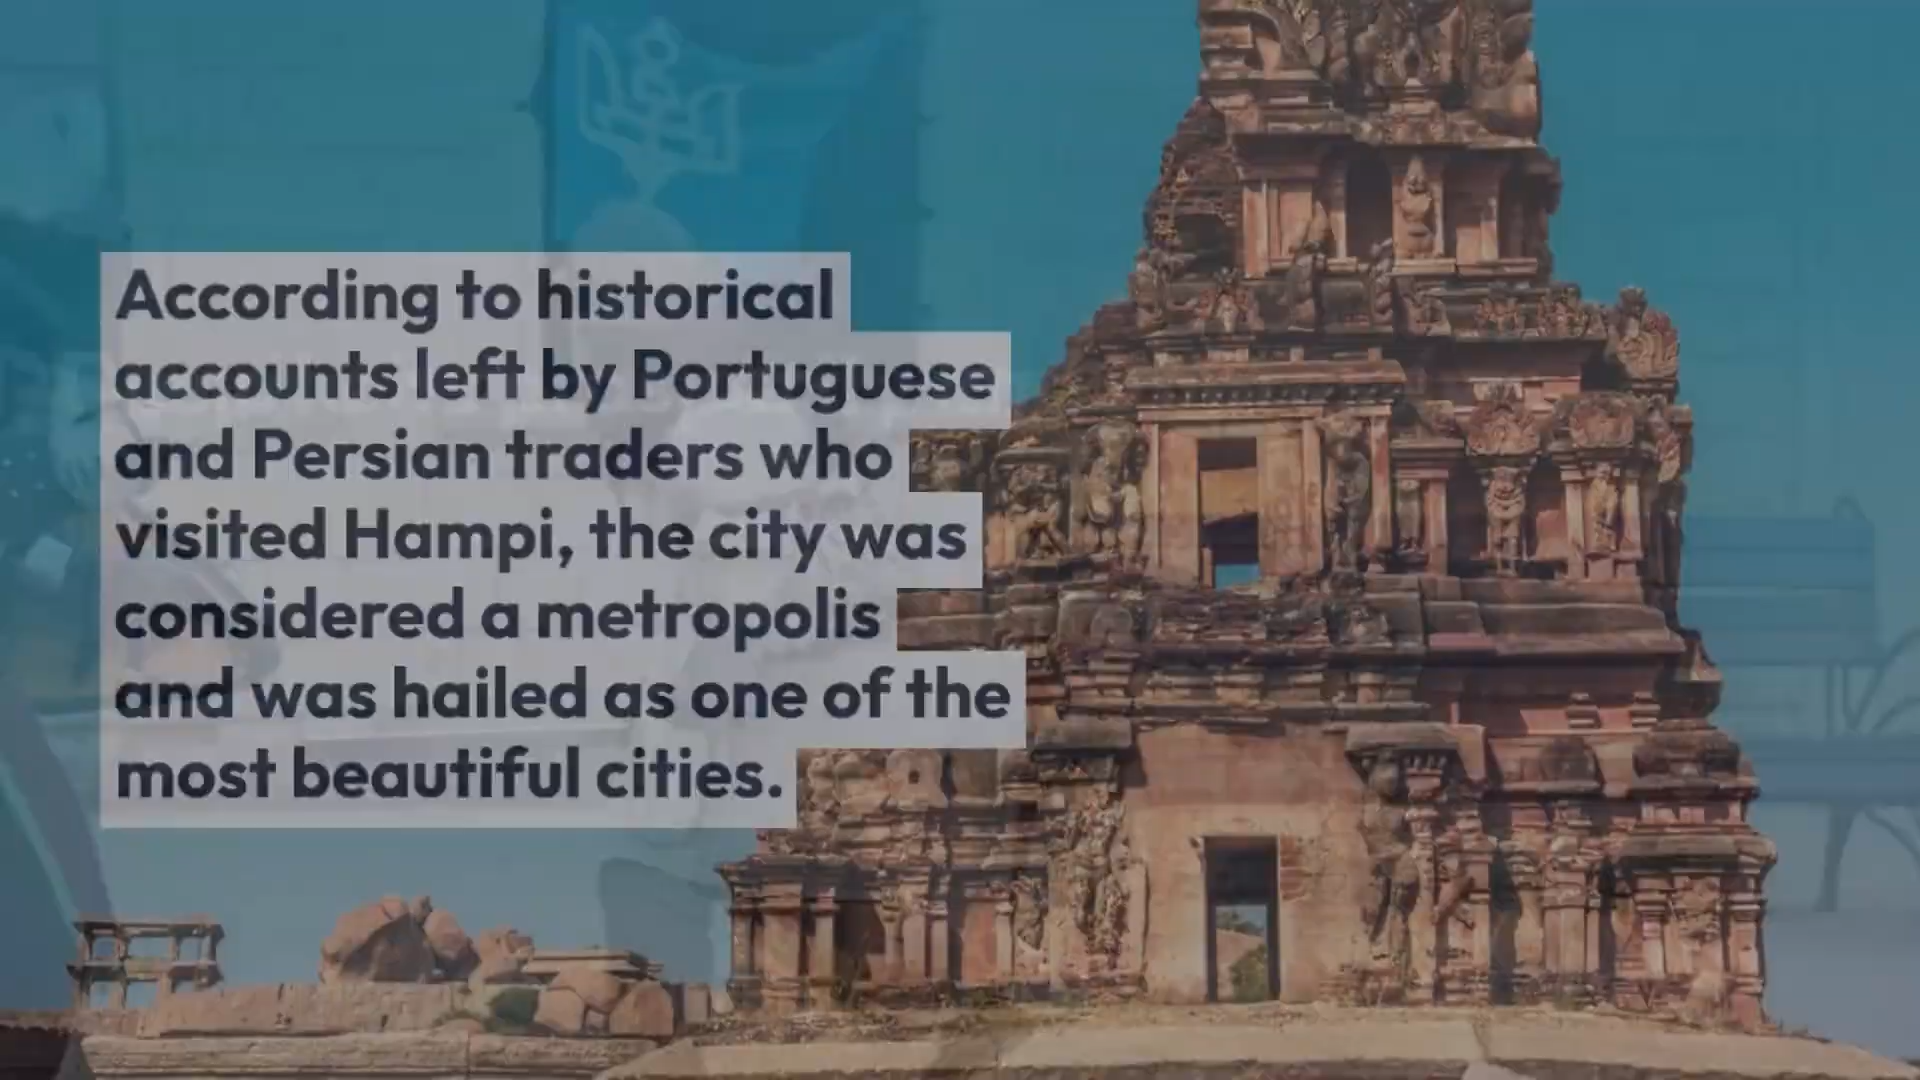 According to historical
accounts left by Portuguese
and Persian traders who
visited Hampi, the city was
considered a metropolis
and was hailed as one of the
most beautiful cities.